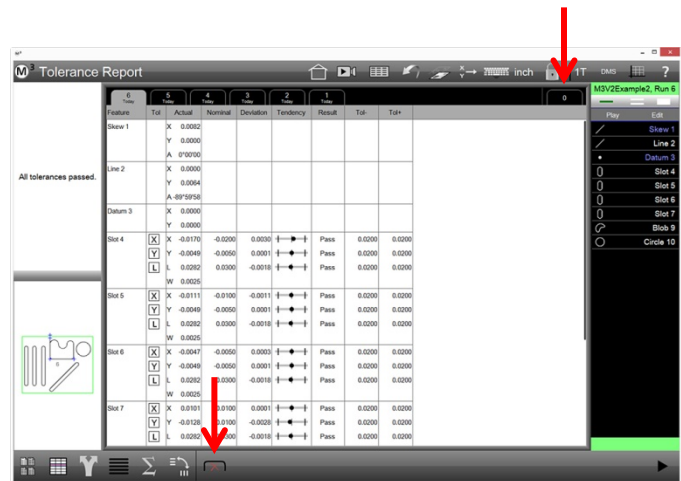 M3 Tolerance Report
inch
1T
DMS
?
6 Today
5 Today
4 Today
3 Today
2 Today
1 Today
0
M3V2Example2, Run 6
Feature Tol Actual Nominal Deviation Tendency Result Tol- Tol+
Play Edit
Skew 1 X 0.0082
Y 0.0000
A 0°00'00
Line 2 X 0.0000
Y 0.0064
A -89°59'58
Datum 3 X 0.0000
Y 0.0000
Slot 4 X X -0.0170 -0.0200 0.0030 Pass 0.0200 0.0200
Y Y -0.0049 -0.0050 0.0001 Pass 0.0200 0.0200
L L 0.0282 0.0300 -0.0018 Pass 0.0200 0.0200
W 0.0025
Slot 5 X X -0.0111 -0.0100 -0.0011 Pass 0.0200 0.0200
Y Y -0.0049 -0.0050 0.0001 Pass 0.0200 0.0200
L L 0.0282 0.0300 -0.0018 Pass 0.0200 0.0200
W 0.0025
Slot 6 X X -0.0047 -0.0050 0.0003 Pass 0.0200 0.0200
Y Y -0.0049 -0.0050 0.0001 Pass 0.0200 0.0200
L L 0.0282 0.0300 -0.0018 Pass 0.0200 0.0200
W 0.0025
Slot 7 X X 0.0101 0.0100 0.0001 Pass 0.0200 0.0200
Y Y -0.0128 0.0100 -0.0028 Pass 0.0200 0.0200
L L 0.0282 -0.0018 Pass 0.0200 0.0200
All tolerances passed.
Skew 1
Line 2
Datum 3
Slot 4
Slot 5
Slot 6
Slot 7
Blob 9
Circle 10